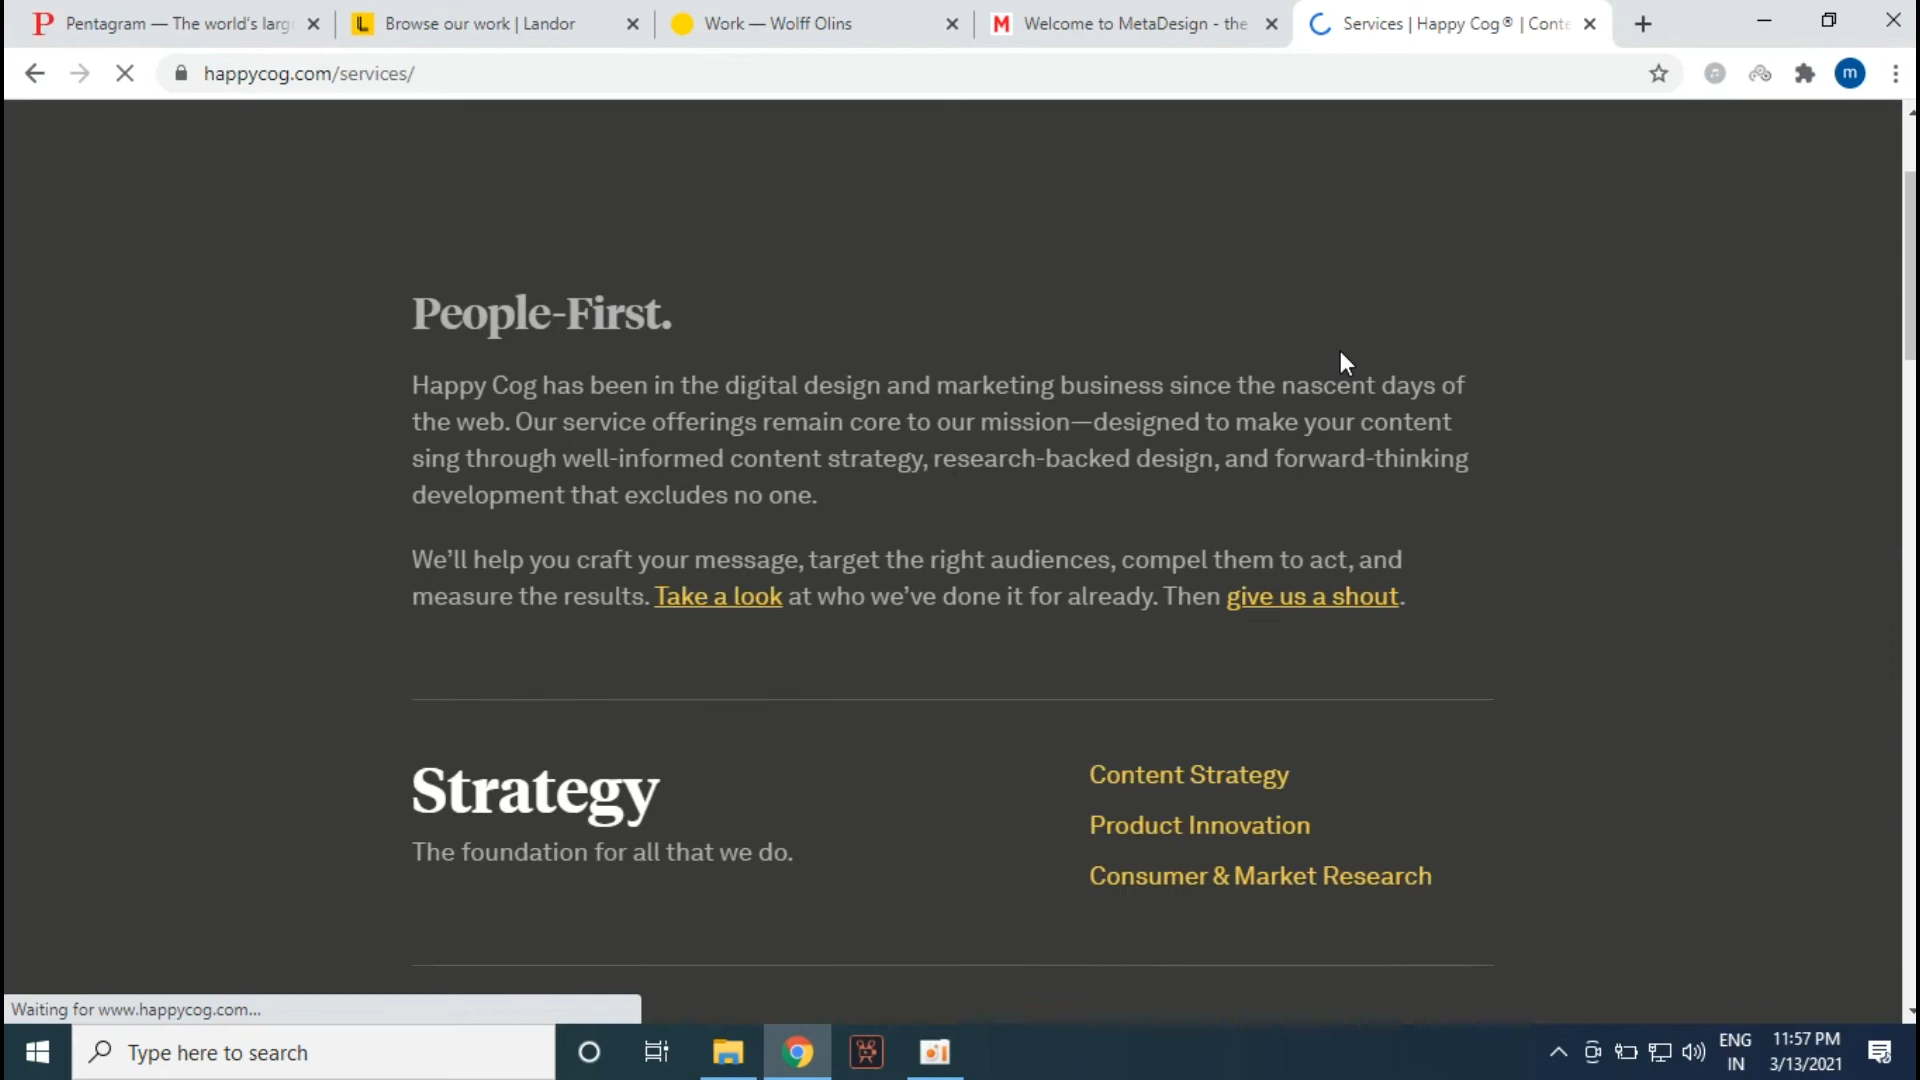 P Pentagram — The world's larg
L Browse our work | Landor
Work — Wolff Olins
M Welcome to MetaDesign - the
Services | Happy Cog® | Conte
happycog.com/services/
m
People-First.
Happy Cog has been in the digital design and marketing business since the nascent days of
the web. Our service offerings remain core to our mission—designed to make your content
sing through well-informed content strategy, research-backed design, and forward-thinking
development that excludes no one.
We'll help you craft your message, target the right audiences, compel them to act, and
measure the results. Take a look at who we've done it for already. Then give us a shout.
Strategy
The foundation for all that we do.
Content Strategy
Product Innovation
Consumer & Market Research
Waiting for www.happycog.com...
Type here to search
ENG
IN
11:57 PM
3/13/2021